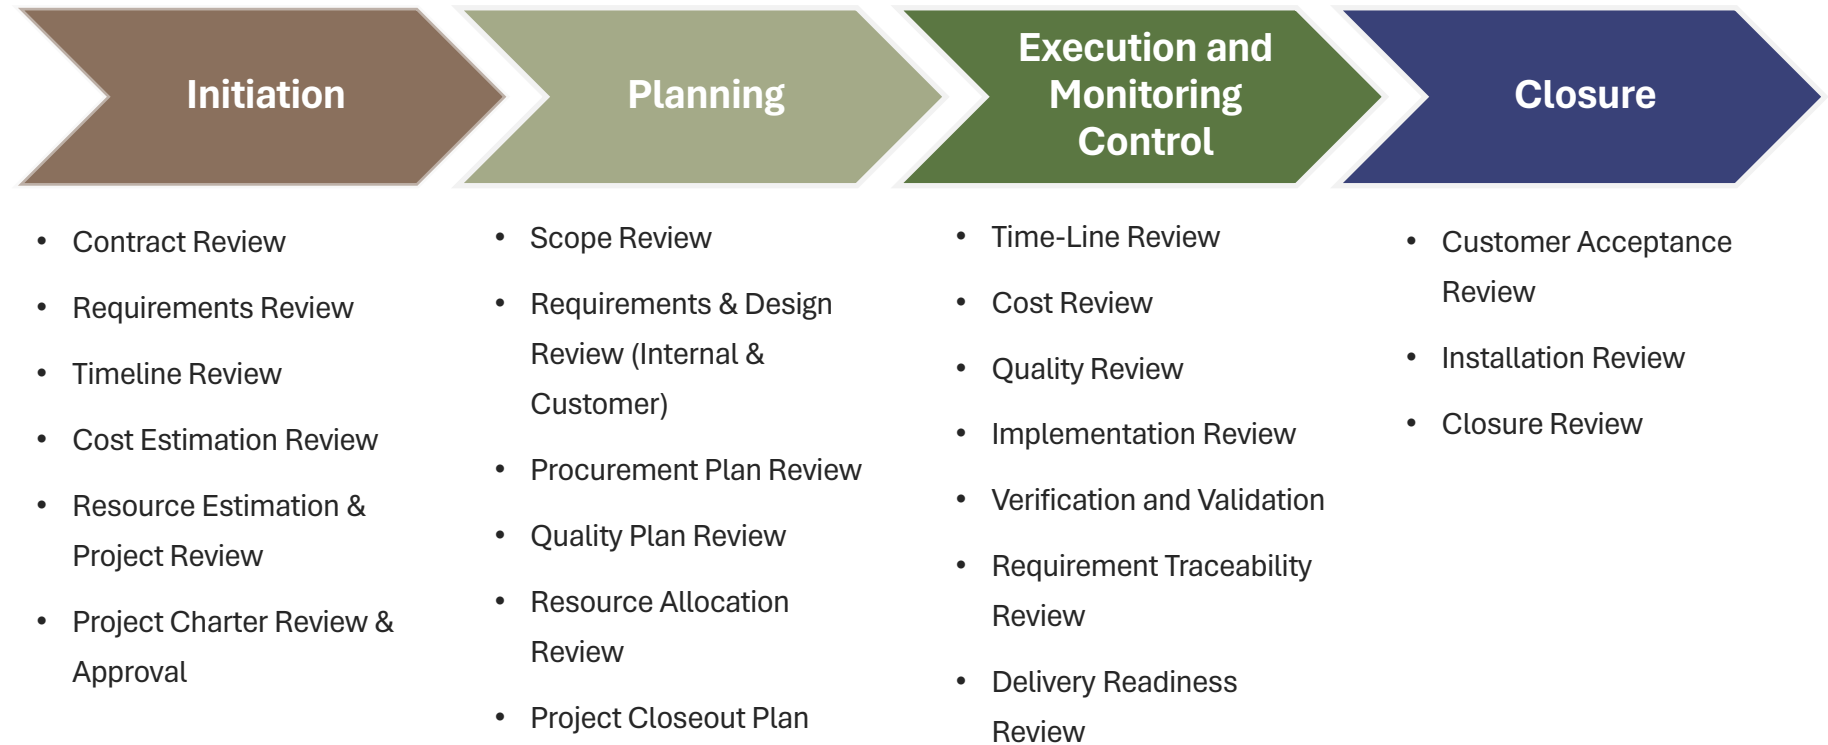 Initiation
Planning
Execution and
Monitoring
Control
Closure
• Contract Review
• Requirements Review
• Timeline Review
• Cost Estimation Review
• Resource Estimation &
Project Review
• Project Charter Review &
Approval
• Scope Review
• Requirements & Design
Review (Internal &
Customer)
• Procurement Plan Review
• Quality Plan Review
• Resource Allocation
Review
• Project Closeout Plan
• Time-Line Review
• Cost Review
• Quality Review
• Implementation Review
• Verification and Validation
• Requirement Traceability
Review
• Delivery Readiness
Review
• Customer Acceptance
Review
• Installation Review
• Closure Review